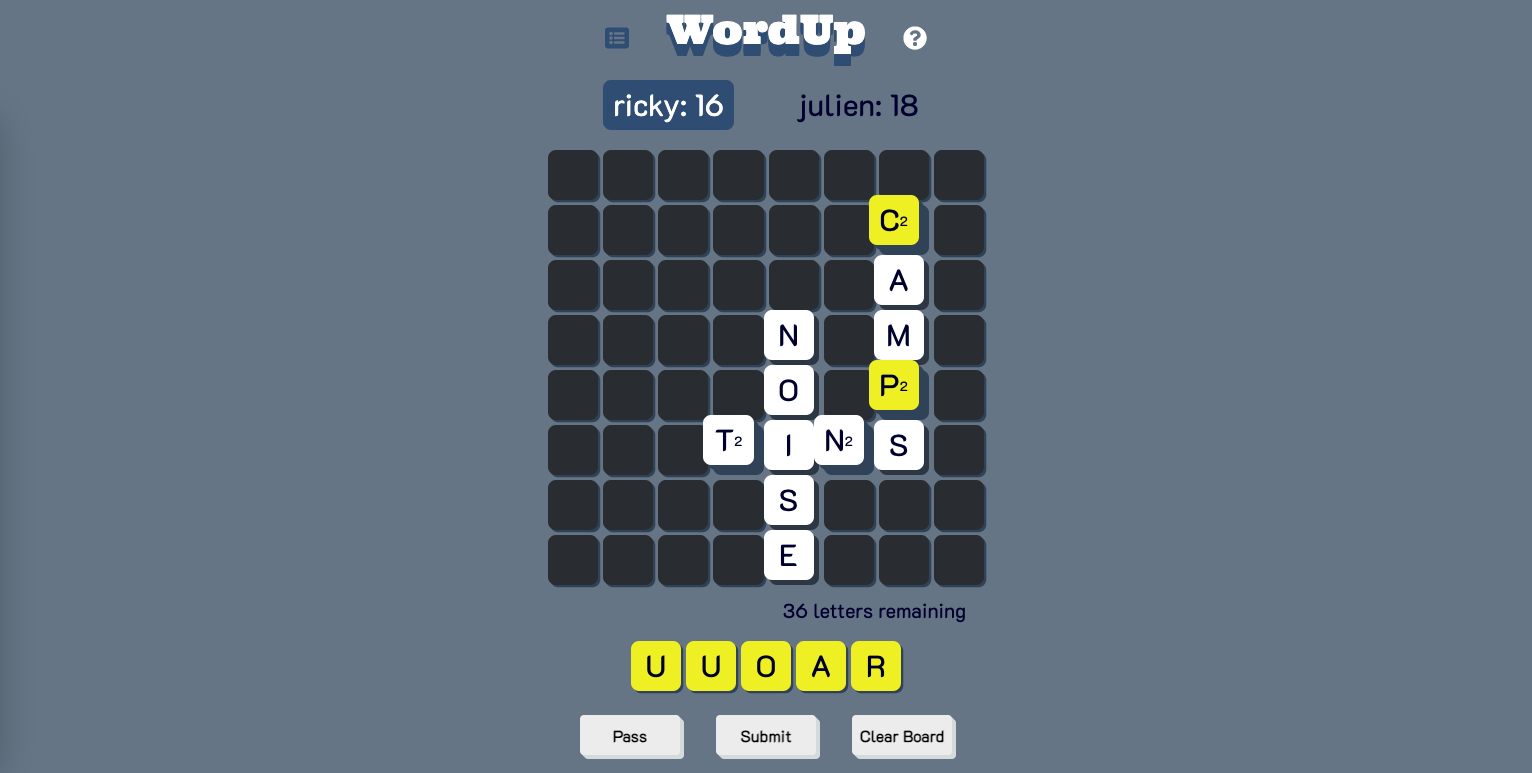 WordUp
ricky: 16 julien: 18
C2
A
N M
O P2
T2 I N2 S
S
E
36 letters remaining
U U O A R
Pass Submit Clear Board